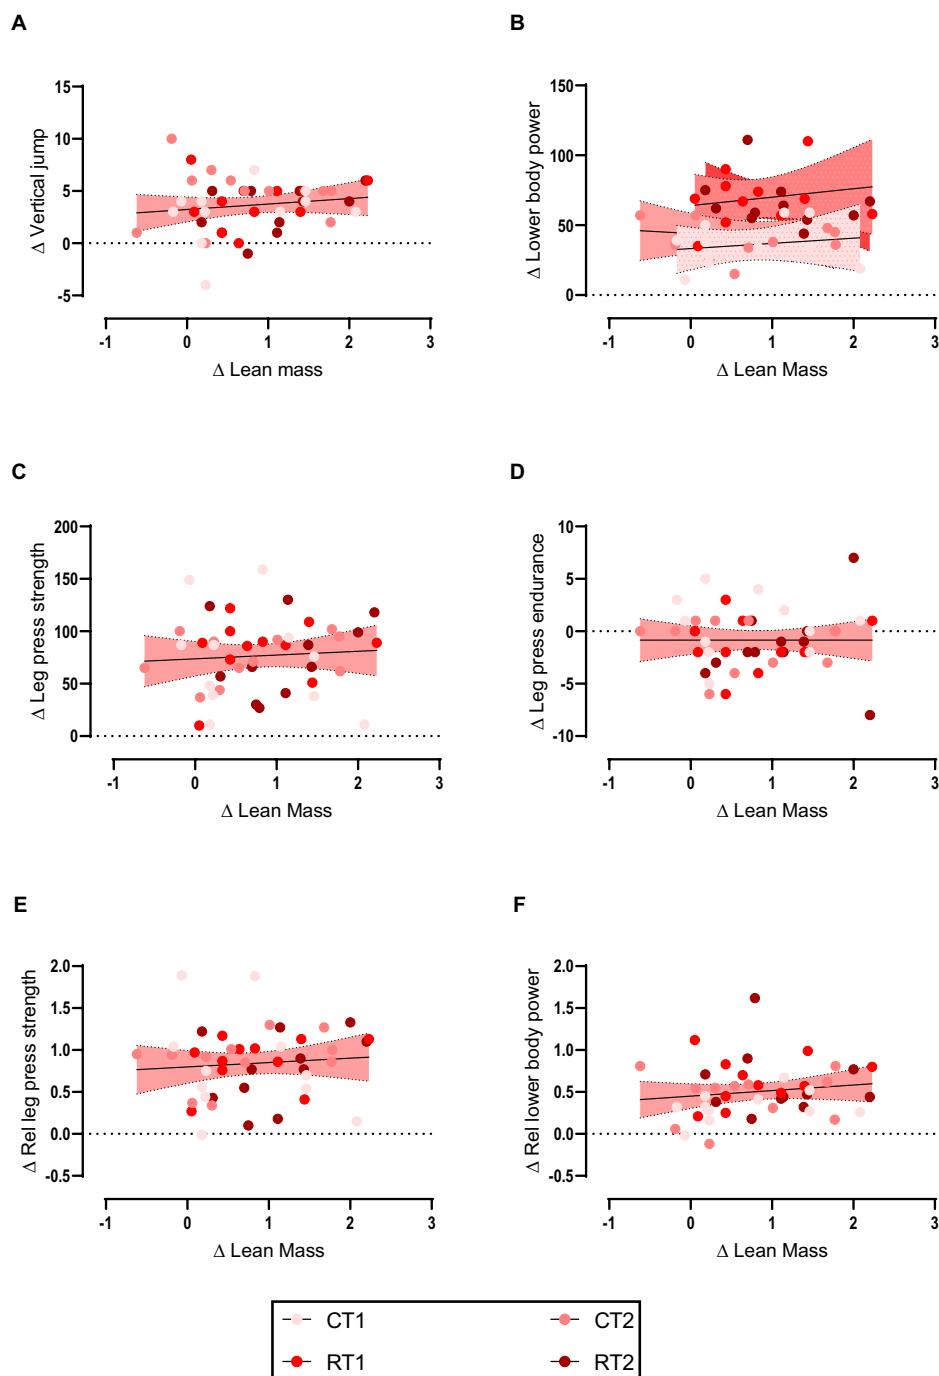 A
Δ Vertical jump
15
10
5
0
-5
-1 0 1 2 3
Δ Lean mass
B
Δ Lower body power
150
100
50
0
-1 0 1 2 3
Δ Lean Mass
C
Δ Leg press strength
200
150
100
50
0
-1 0 1 2 3
Δ Lean Mass
D
Δ Leg press endurance
10
5
0
-5
-10
-1 0 1 2 3
Δ Lean Mass
E
Δ Rel leg press strength
2.0
1.5
1.0
0.5
0.0
-0.5
-1 0 1 2 3
Δ Lean Mass
F
Δ Rel lower body power
2.0
1.5
1.0
0.5
0.0
-0.5
-1 0 1 2 3
Δ Lean Mass
CT1 CT2
RT1 RT2